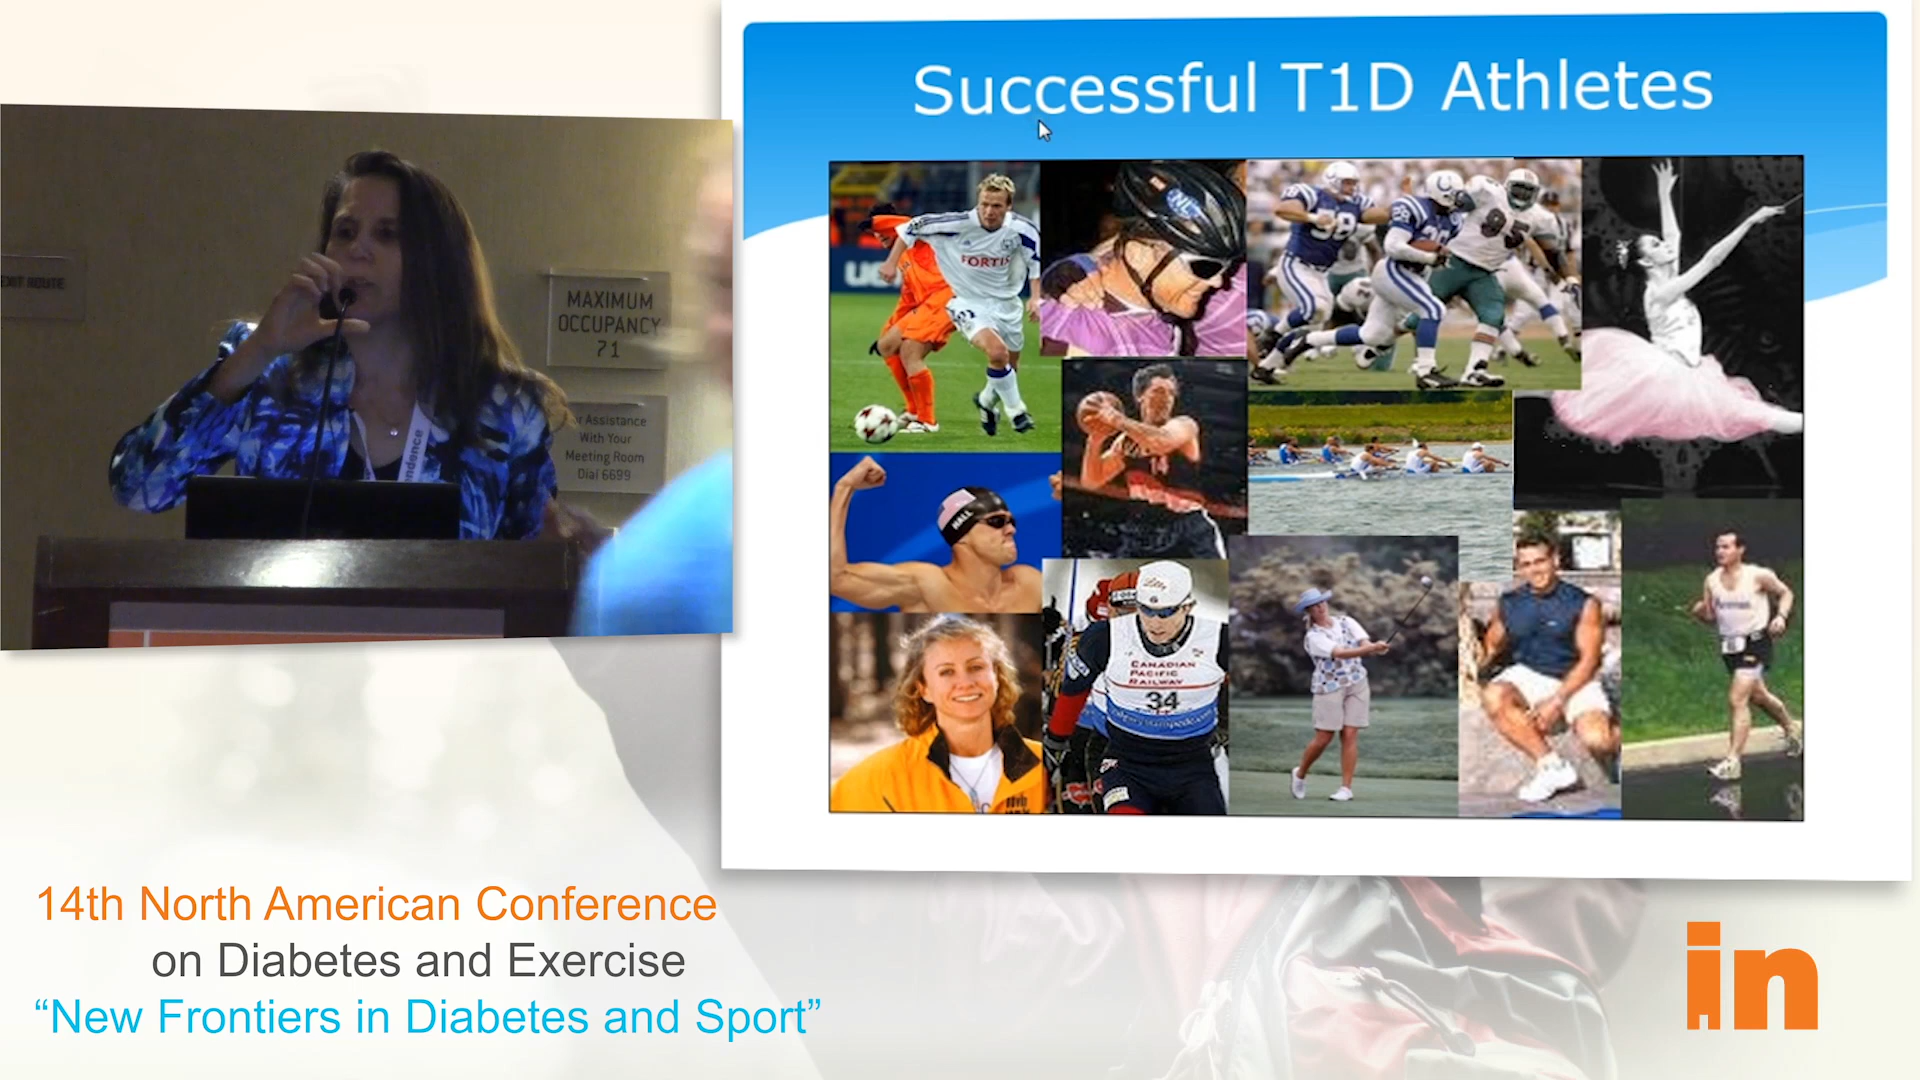 Successful T1D Athletes
FORTIS
HALL
CANADIAN
PACIFIC
RAILWAY
34
MAXIMUM
OCCUPANCY
71
EXIT ROUTE
Assistance
With Your
Meeting Room
Dial 6699
14th North American Conference
on Diabetes and Exercise
“New Frontiers in Diabetes and Sport”
in